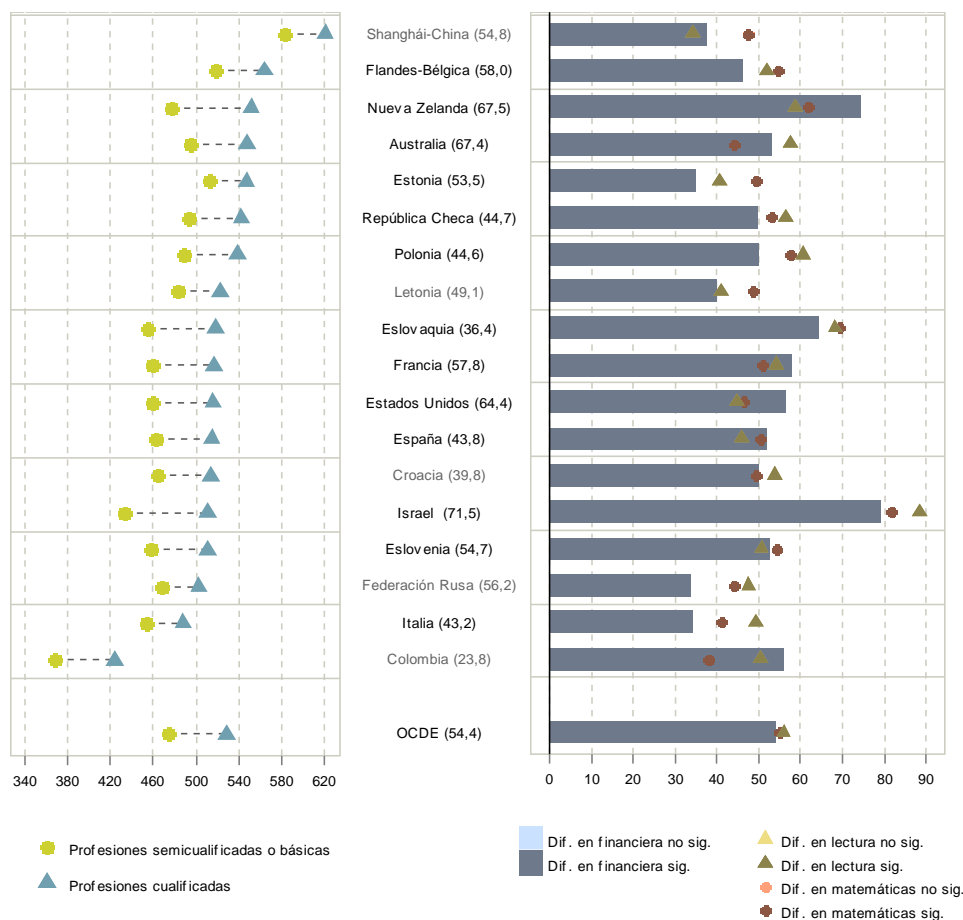 Shanghái-China (54,8)
Flandes-Bélgica (58,0)
Nueva Zelanda (67,5)
Australia (67,4)
Estonia (53,5)
República Checa (44,7)
Polonia (44,6)
Letonia (49,1)
Eslovaquia (36,4)
Francia (57,8)
Estados Unidos (64,4)
España (43,8)
Croacia (39,8)
Israel (71,5)
Eslovenia (54,7)
Federación Rusa (56,2)
Italia (43,2)
Colombia (23,8)
OCDE (54,4)
340 380 420 460 500 540 580 620
0 10 20 30 40 50 60 70 80 90
Profesiones semicualificadas o básicas
Profesiones cualificadas
Dif. en financiera no sig.
Dif. en financiera sig.
Dif. en lectura no sig.
Dif. en lectura sig.
Dif. en matemáticas no sig.
Dif. en matemáticas sig.